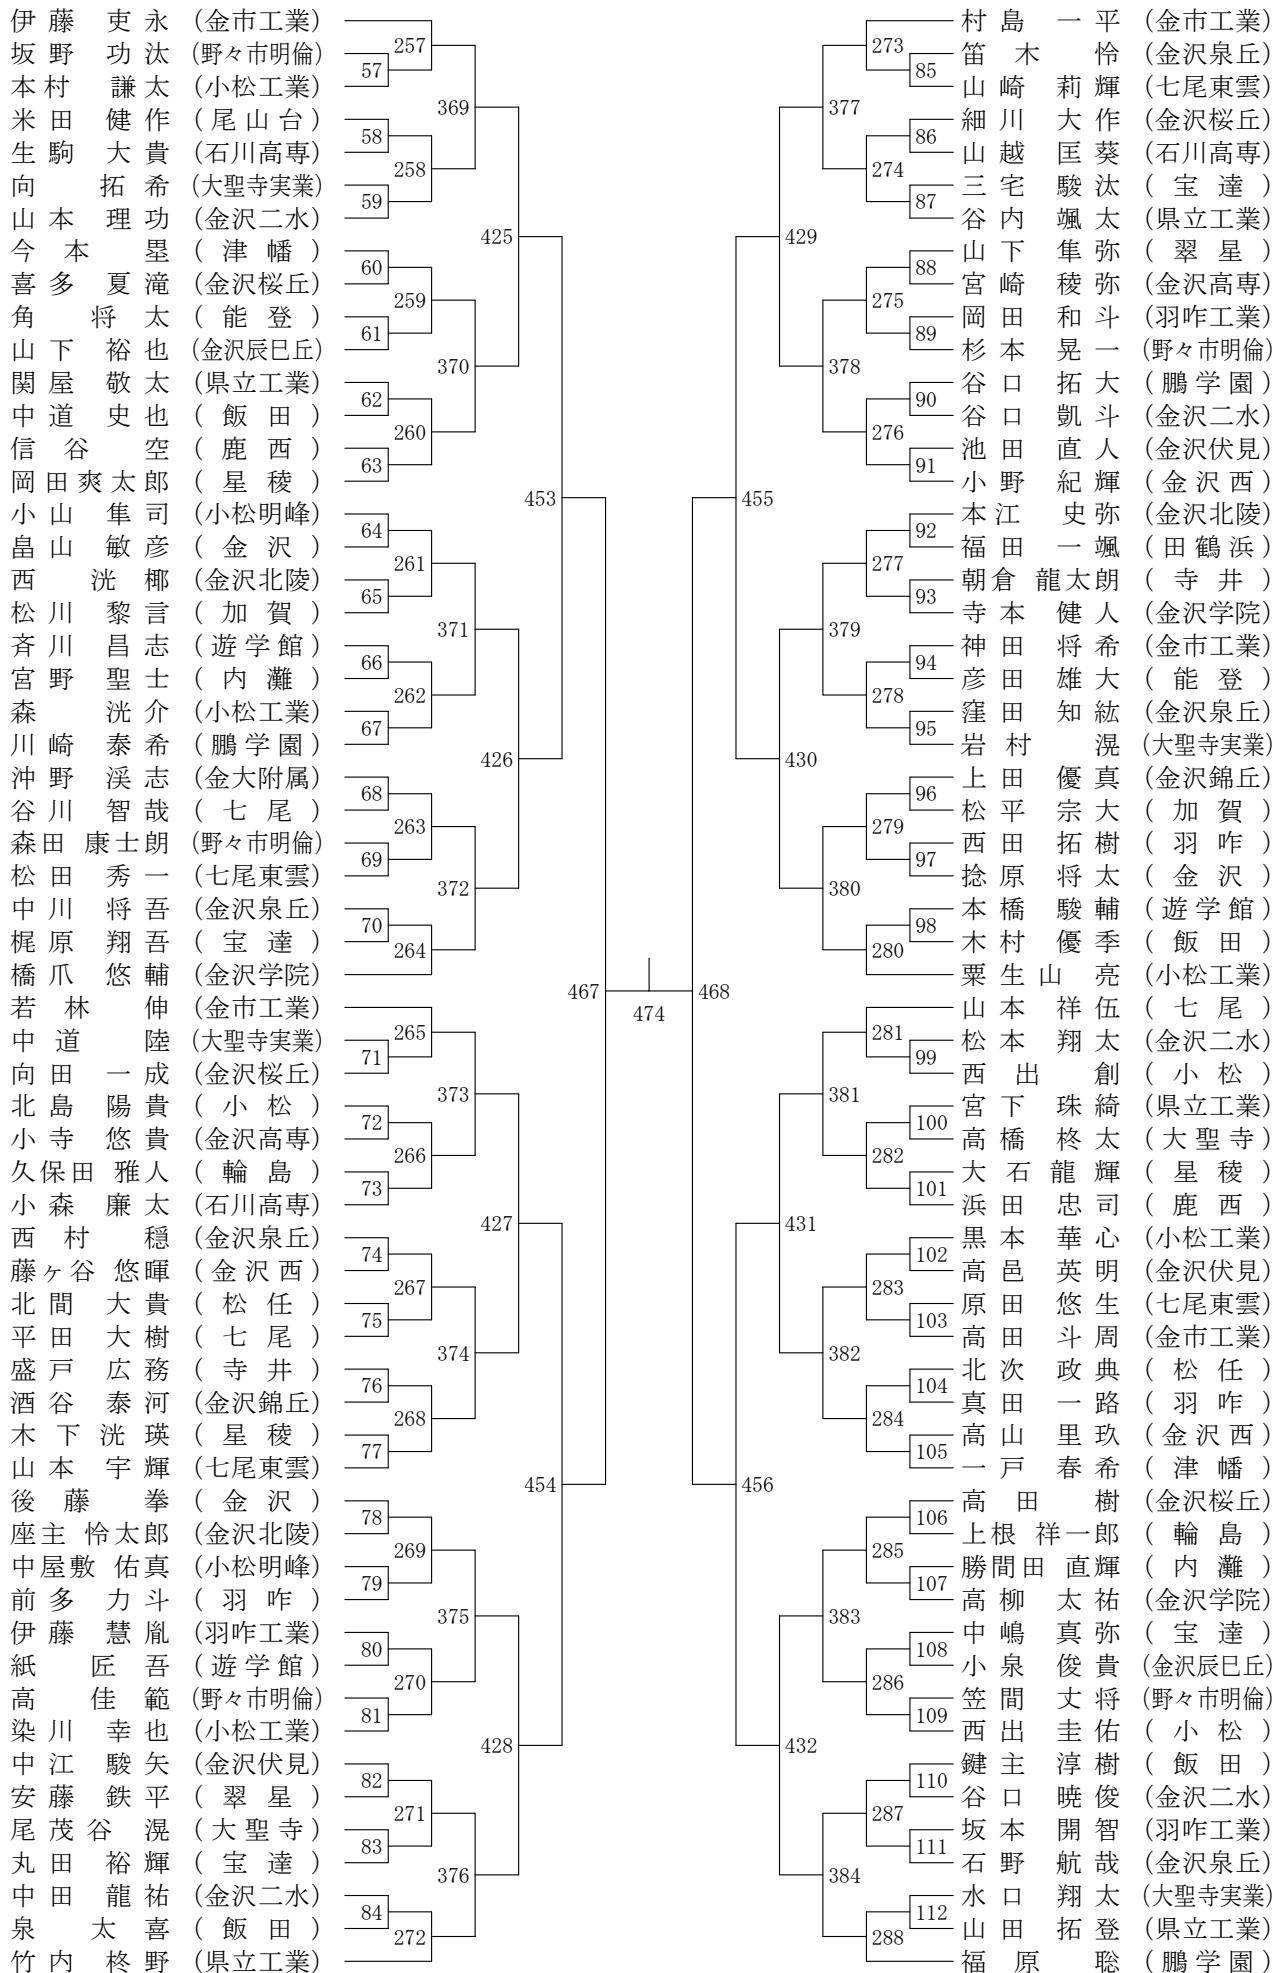 伊藤 吏永 (金市工業)
257
坂野 功汰 (野々市明倫)
57
本村 謙太 (小松工業)
369
米田 健作 (尾山台)
58
生駒 大貴 (石川高専)
258
向 拓希 (大聖寺実業)
59
山本 理功 (金沢二水)
425
今本 塁 (津幡)
60
喜多 夏滝 (金沢桜丘)
259
角 将太 (能登)
61
山下 裕也 (金沢辰巳丘)
370
関屋 敬太 (県立工業)
62
中道 史也 (飯田)
260
信谷 空 (鹿西)
63
岡田爽太郎 (星稜)
453
小山 隼司 (小松明峰)
64
畠山 敏彦 (金沢)
261
西 洸椰 (金沢北陵)
65
松川 黎言 (加賀)
371
斉川 昌志 (遊学館)
66
宮野 聖士 (内灘)
262
森 洸介 (小松工業)
67
川崎 泰希 (鵬学園)
426
沖野 渓志 (金大附属)
68
谷川 智哉 (七尾)
263
森田 康士朗 (野々市明倫)
69
松田 秀一 (七尾東雲)
372
中川 将吾 (金沢泉丘)
70
梶原 翔吾 (宝達)
264
橋爪 悠輔 (金沢学院)
467
若林 伸 (金市工業)
265
中道 陸 (大聖寺実業)
71
向田 一成 (金沢桜丘)
373
北島 陽貴 (小松)
72
小寺 悠貴 (金沢高専)
266
久保田 雅人 (輪島)
73
小森 廉太 (石川高専)
427
西村 穏 (金沢泉丘)
74
藤ヶ谷 悠暉 (金沢西)
267
北間 大貴 (松任)
75
平田 大樹 (七尾)
374
盛戸 広務 (寺井)
76
酒谷 泰河 (金沢錦丘)
268
木下 洸瑛 (星稜)
77
山本 宇輝 (七尾東雲)
454
後藤 拳 (金沢)
78
座主 怜太郎 (金沢北陵)
269
中屋敷 佑真 (小松明峰)
79
前多 力斗 (羽咋)
375
伊藤 慧胤 (羽咋工業)
80
紙 匠吾 (遊学館)
270
高 佳範 (野々市明倫)
81
染川 幸也 (小松工業)
428
中江 駿矢 (金沢伏見)
82
安藤 鉄平 (翠星)
271
尾茂谷 滉 (大聖寺)
83
丸田 裕輝 (宝達)
376
中田 龍祐 (金沢二水)
84
泉 太喜 (飯田)
272
竹内 柊野 (県立工業)
474
村島 一平 (金市工業)
273
笛木 怜 (金沢泉丘)
85
山崎 莉輝 (七尾東雲)
377
細川 大作 (金沢桜丘)
86
山越 匡葵 (石川高専)
274
三宅 駿汰 (宝達)
87
谷内 颯太 (県立工業)
429
山下 隼弥 (翠星)
88
宮崎 稜弥 (金沢高専)
275
岡田 和斗 (羽咋工業)
89
杉本 晃一 (野々市明倫)
378
谷口 拓大 (鵬学園)
90
谷口 凱斗 (金沢二水)
276
池田 直人 (金沢伏見)
91
小野 紀輝 (金沢西)
455
本江 史弥 (金沢北陵)
92
福田 一颯 (田鶴浜)
277
朝倉 龍太朗 (寺井)
93
寺本 健人 (金沢学院)
379
神田 将希 (金市工業)
94
彦田 雄大 (能登)
278
窪田 知紘 (金沢泉丘)
95
岩村 滉 (大聖寺実業)
430
上田 優真 (金沢錦丘)
96
松平 宗大 (加賀)
279
西田 拓樹 (羽咋)
97
捻原 将太 (金沢)
380
本橋 駿輔 (遊学館)
98
木村 優季 (飯田)
280
粟生山 亮 (小松工業)
468
山本 祥伍 (七尾)
281
松本 翔太 (金沢二水)
99
西出 創 (小松)
381
宮下 珠綺 (県立工業)
100
高橋 柊太 (大聖寺)
282
大石龍輝 (星稜)
101
浜田 忠司 (鹿西)
431
黒本 華心 (小松工業)
102
高邑 英明 (金沢伏見)
283
原田 悠生 (七尾東雲)
103
高田 斗周 (金市工業)
382
北次 政典 (松任)
104
真田 一路 (羽咋)
284
高山 里玖 (金沢西)
105
一戸 春希 (津幡)
456
高田 樹 (金沢桜丘)
106
上根 祥一郎 (輪島)
285
勝間田 直輝 (内灘)
107
高柳 太祐 (金沢学院)
383
中嶋 真弥 (宝達)
108
小泉 俊貴 (金沢辰巳丘)
286
笠間 丈将 (野々市明倫)
109
西出 圭佑 (小松)
432
鍵主 淳樹 (飯田)
110
谷口 暁俊 (金沢二水)
287
坂本 開智 (羽咋工業)
111
石野 航哉 (金沢泉丘)
384
水口 翔太 (大聖寺実業)
112
山田 拓登 (県立工業)
288
福原 聡 (鵬学園)